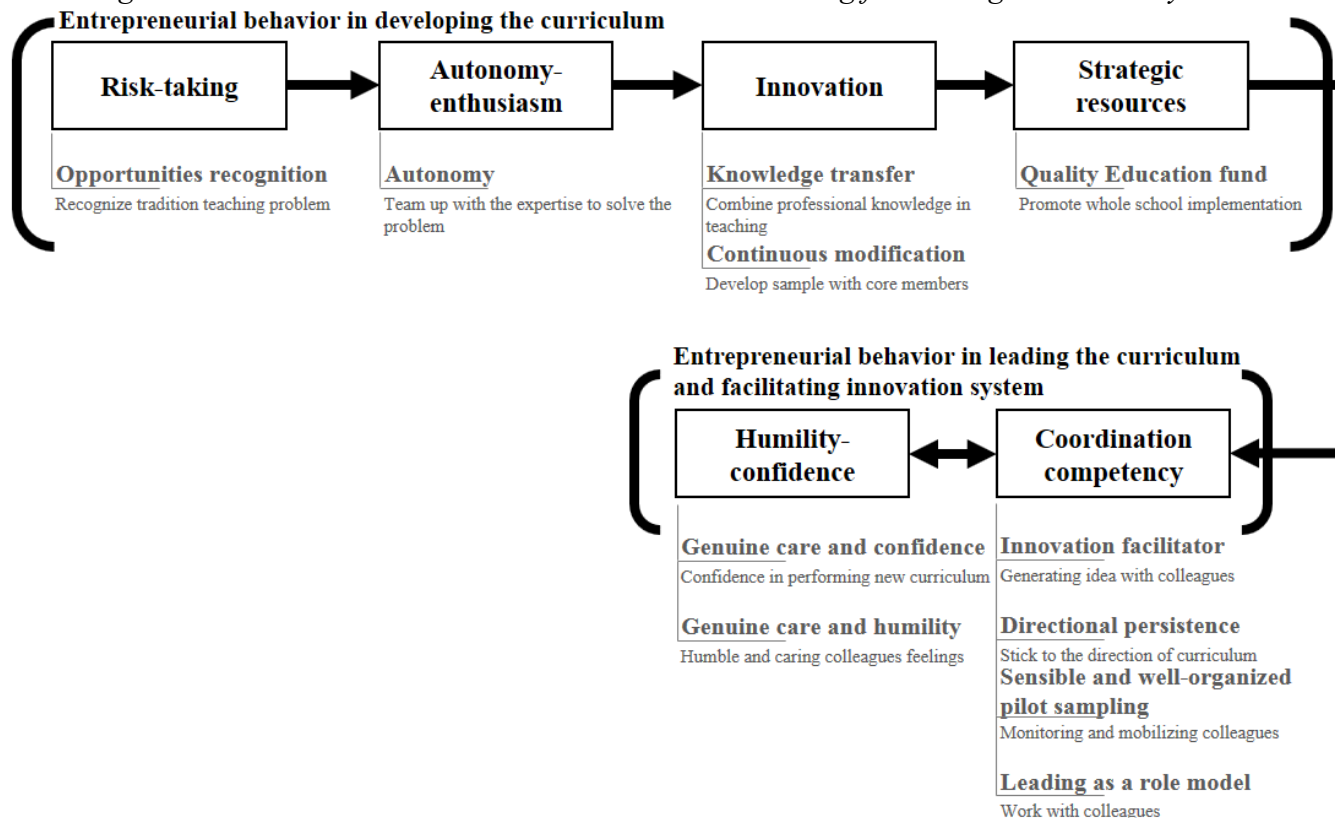 Entrepreneurial behavior in developing the curriculum
Risk-taking
Autonomy-
enthusiasm
Innovation
Strategic
resources
Opportunities recognition
Recognize tradition teaching problem
Autonomy
Team up with the expertise to solve the
problem
Knowledge transfer
Combine professional knowledge in
teaching
Continuous modification
Develop sample with core members
Quality Education fund
Promote whole school implementation
Entrepreneurial behavior in leading the curriculum
and facilitating innovation system
Humility-
confidence
Coordination
competency
Genuine care and confidence
Confidence in performing new curriculum
Genuine care and humility
Humble and caring colleagues feelings
Innovation facilitator
Generating idea with colleagues
Directional persistence
Stick to the direction of curriculum
Sensible and well-organized
pilot sampling
Monitoring and mobilizing colleagues
Leading as a role model
Work with colleagues